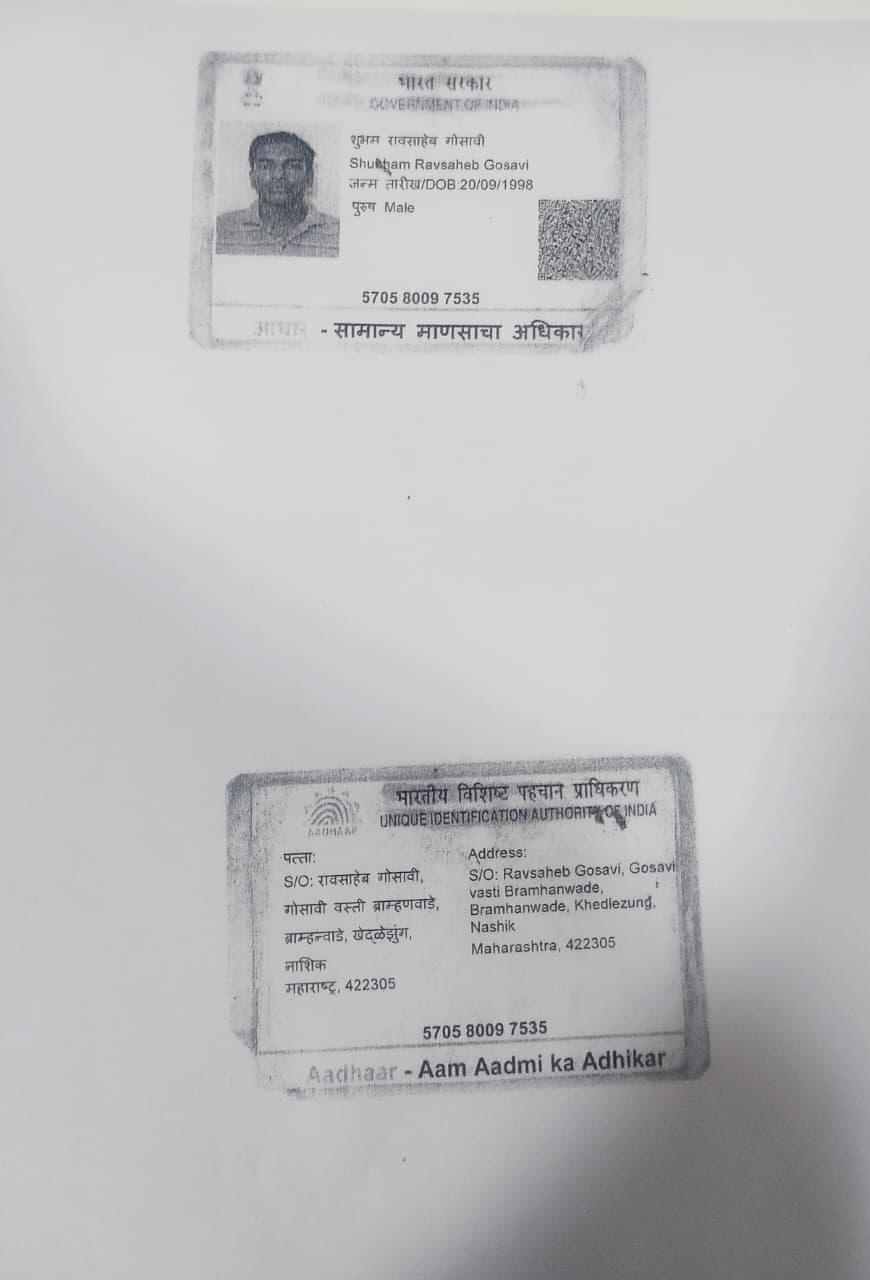 भारत सरकार
GOVERNMENT OF INDIA
शुभम रावसाहेब गोसावी
Shubham Ravsaheb Gosavi
जन्म तारीख/DOB:20/09/1998
पुरुष Male
5705 8009 7535
आधार - सामान्य माणसाचा अधिकार
भारतीय विशिष्ट पहचान प्राधिकरण
UNIQUE IDENTIFICATION AUTHORITY OF INDIA
AADHAAR
पत्ता:
S/O: रावसाहेब गोसावी,
गोसावी वस्ती ब्राम्हणवाडे,
ब्राम्हन्वाडे, खेद्ळेझुंग,
नाशिक
महाराष्ट्र, 422305
Address:
S/O: Ravsaheb Gosavi, Gosavi
vasti Bramhanwade,
Bramhanwade, Khedlezung,
Nashik
Maharashtra, 422305
5705 8009 7535
Aadhaar - Aam Aadmi ka Adhikar